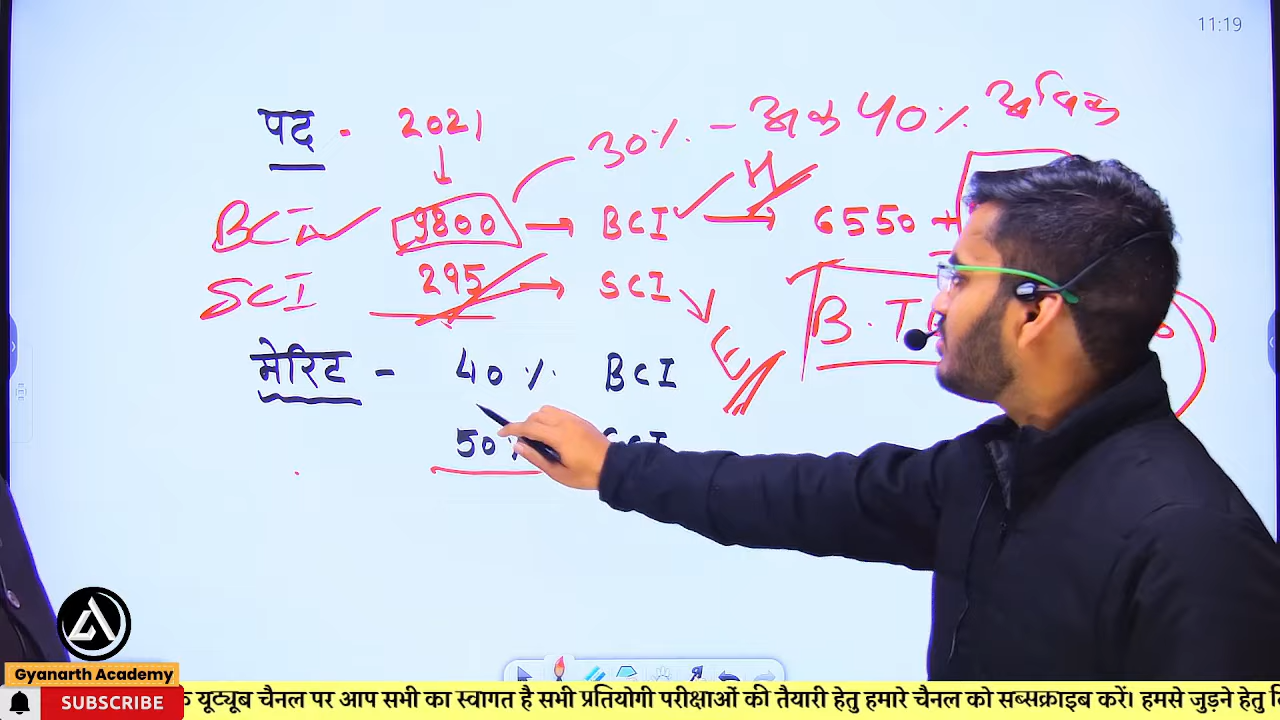 11:19
पद - 2021
30% - अंक 40% अधिक
BCI 9800 → BCI → H 6550 +
SCI 295 → SCI
B. T
E
मेरिट - 40% BCI
50% SCI
Gyanarth Academy
SUBSCRIBE
यूट्यूब चैनल पर आप सभी का स्वागत है सभी प्रतियोगी परीक्षाओं की तैयारी हेतु हमारे चैनल को सब्सक्राइब करें। हमसे जुड़ने हेतु